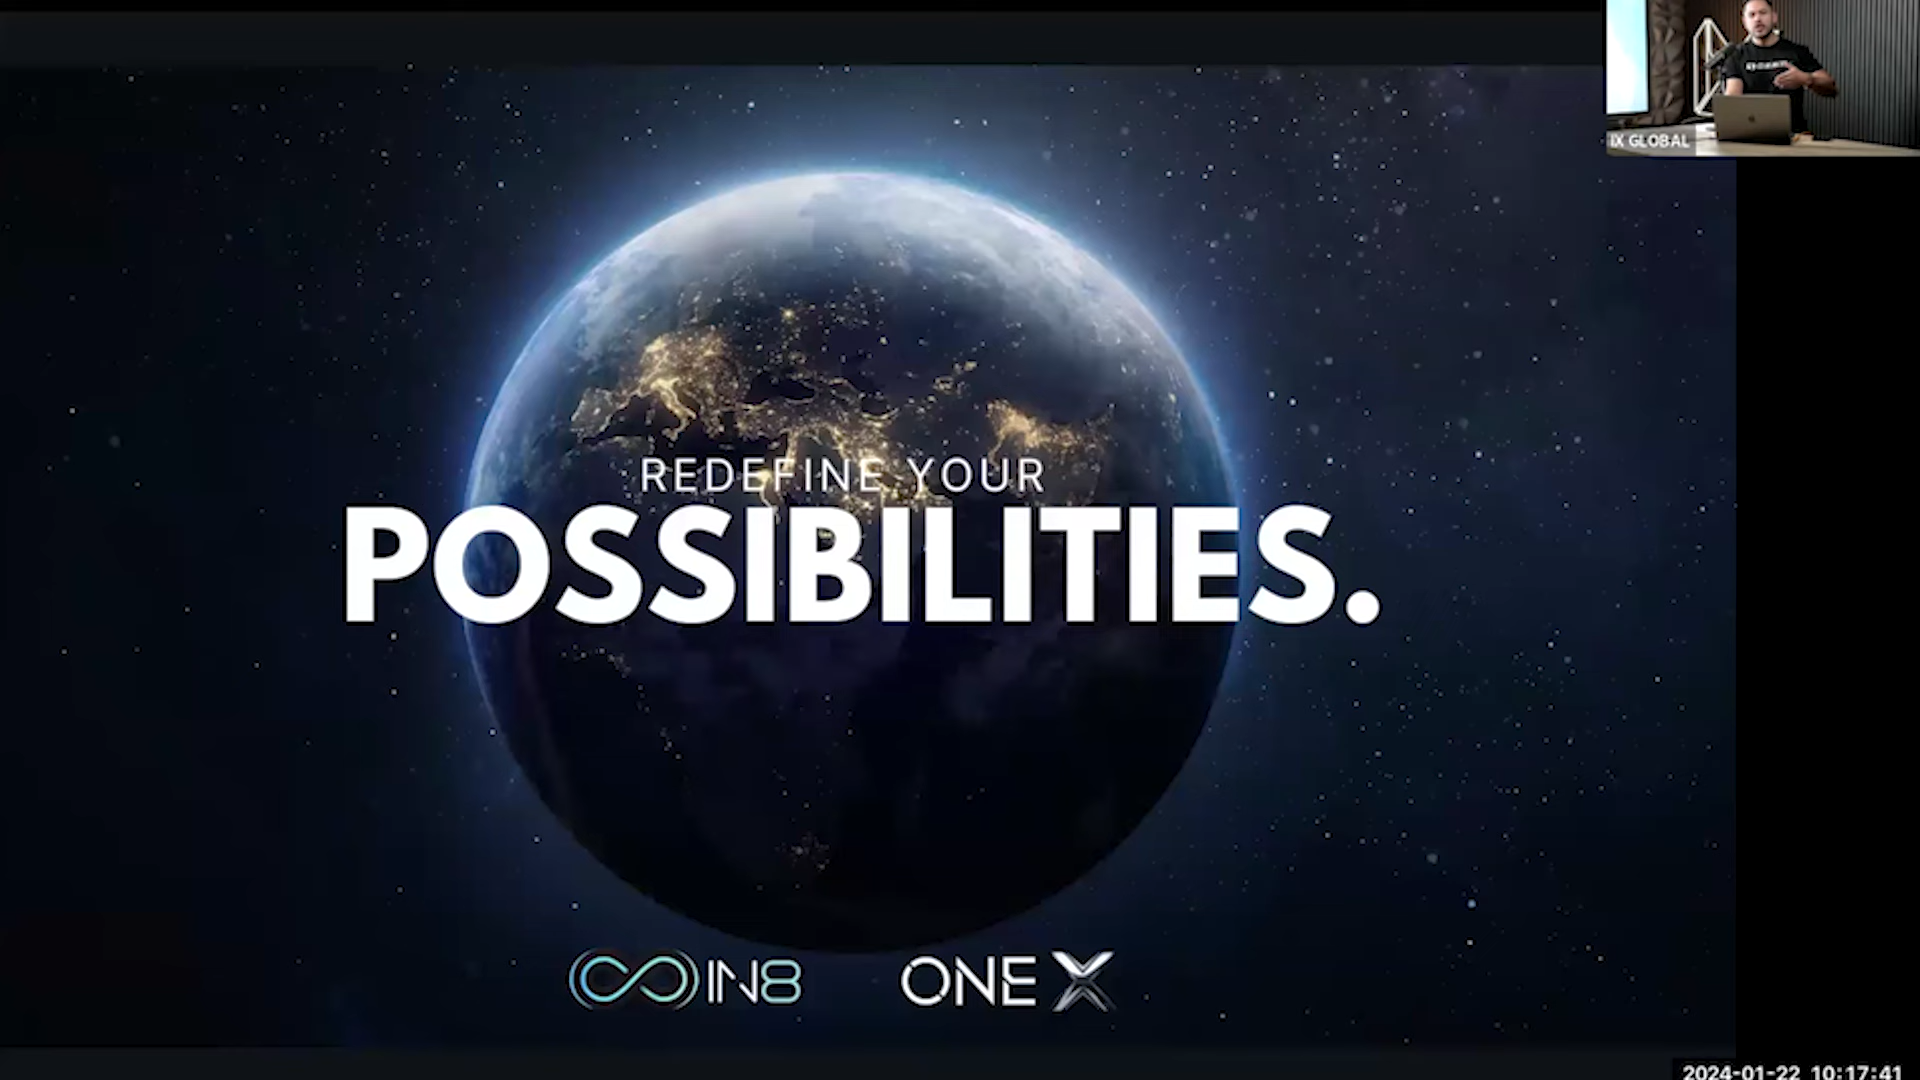 IX GLOBAL
REDEFINE YOUR
POSSIBILITIES.
IN8
ONE X
2024-01-22 10:17:41